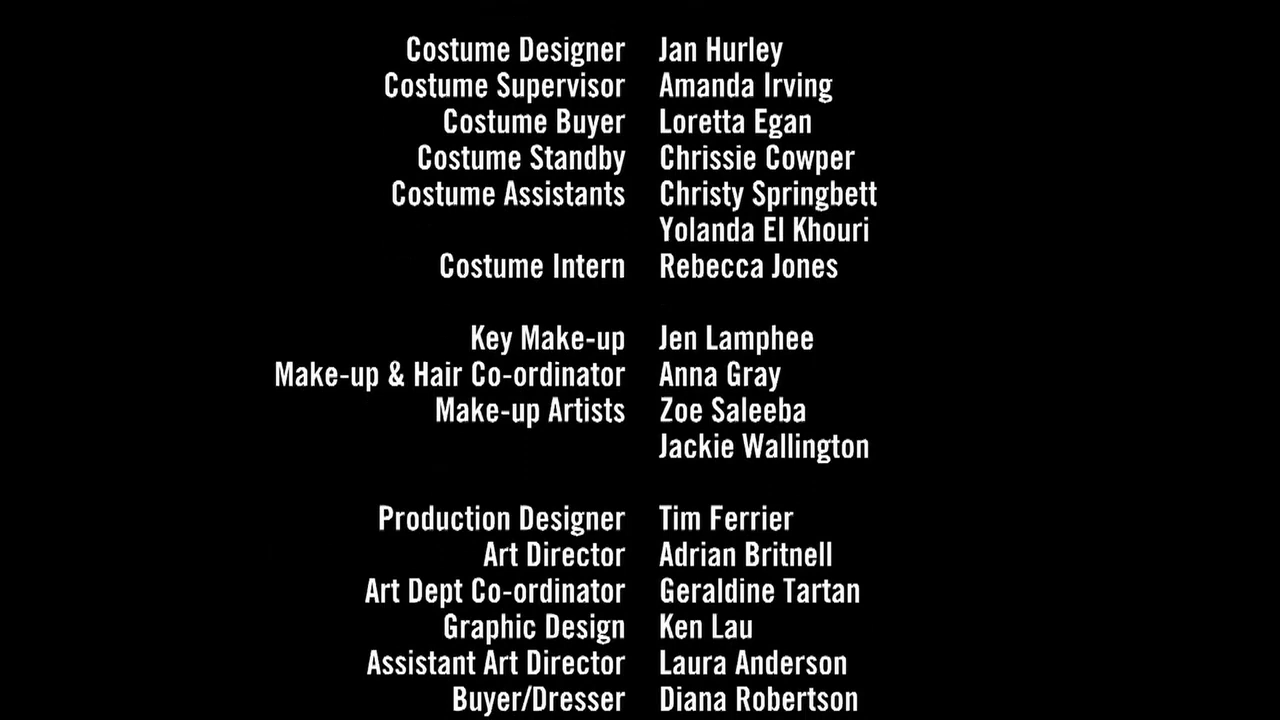 Costume Designer Jan Hurley
Costume Supervisor Amanda Irving
Costume Buyer Loretta Egan
Costume Standby Chrissie Cowper
Costume Assistants Christy Springbett
Yolanda El Khouri
Costume Intern Rebecca Jones
Key Make-up Jen Lamphee
Make-up & Hair Co-ordinator Anna Gray
Make-up Artists Zoe Saleeba
Jackie Wallington
Production Designer Tim Ferrier
Art Director Adrian Britnell
Art Dept Co-ordinator Geraldine Tartan
Graphic Design Ken Lau
Assistant Art Director Laura Anderson
Buyer/Dresser Diana Robertson